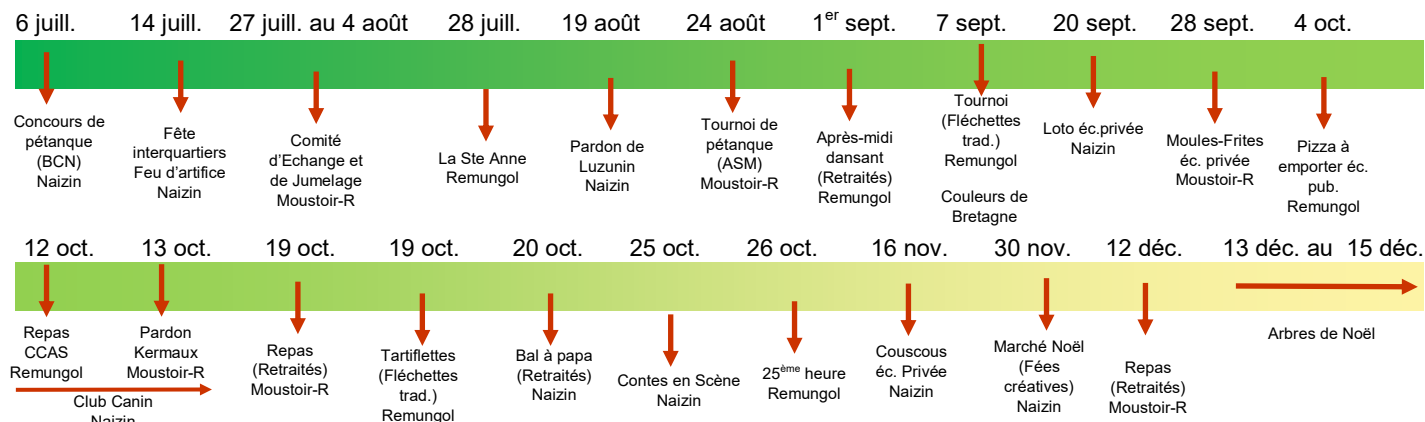 6 juill.
14 juill.
27 juill. au 4 août
28 juill.
19 août
24 août
1er sept.
7 sept.
20 sept.
28 sept.
4 oct.
Concours de
pétanque
(BCN)
Naizin
Fête
interquartiers
Feu d'artifice
Naizin
Comité
d'Echange et
de Jumelage
Moustoir-R
La Ste Anne
Remungol
Pardon de
Luzunin
Naizin
Tournoi de
pétanque
(ASM)
Moustoir-R
Après-midi
dansant
(Retraités)
Remungol
Tournoi
(Fléchettes
trad.)
Remungol
Couleurs de
Bretagne
Loto éc.privée
Naizin
Moules-Frites
éc. privée
Moustoir-R
Pizza à
emporter éc.
pub.
Remungol
12 oct.
13 oct.
19 oct.
19 oct.
20 oct.
25 oct.
26 oct.
16 nov.
30 nov.
12 déc.
13 déc. au 15 déc.
Repas
CCAS
Remungol
Pardon
Kermaux
Moustoir-R
Club Canin
Naizin
Repas
(Retraités)
Moustoir-R
Tartiflettes
(Fléchettes
trad.)
Remungol
Bal à papa
(Retraités)
Naizin
Contes en Scène
Naizin
25ème heure
Remungol
Couscous
éc. Privée
Naizin
Marché Noël
(Fées
créatives)
Naizin
Repas
(Retraités)
Moustoir-R
Arbres de Noël